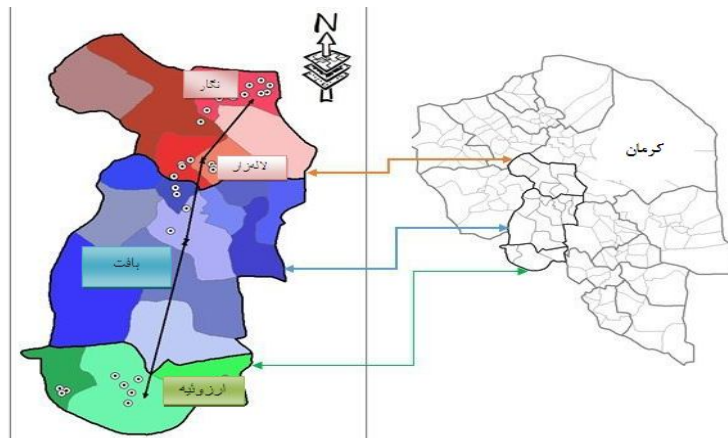 N
نگار
لاله‌زار
بافت
ارزوئیه
کرمان